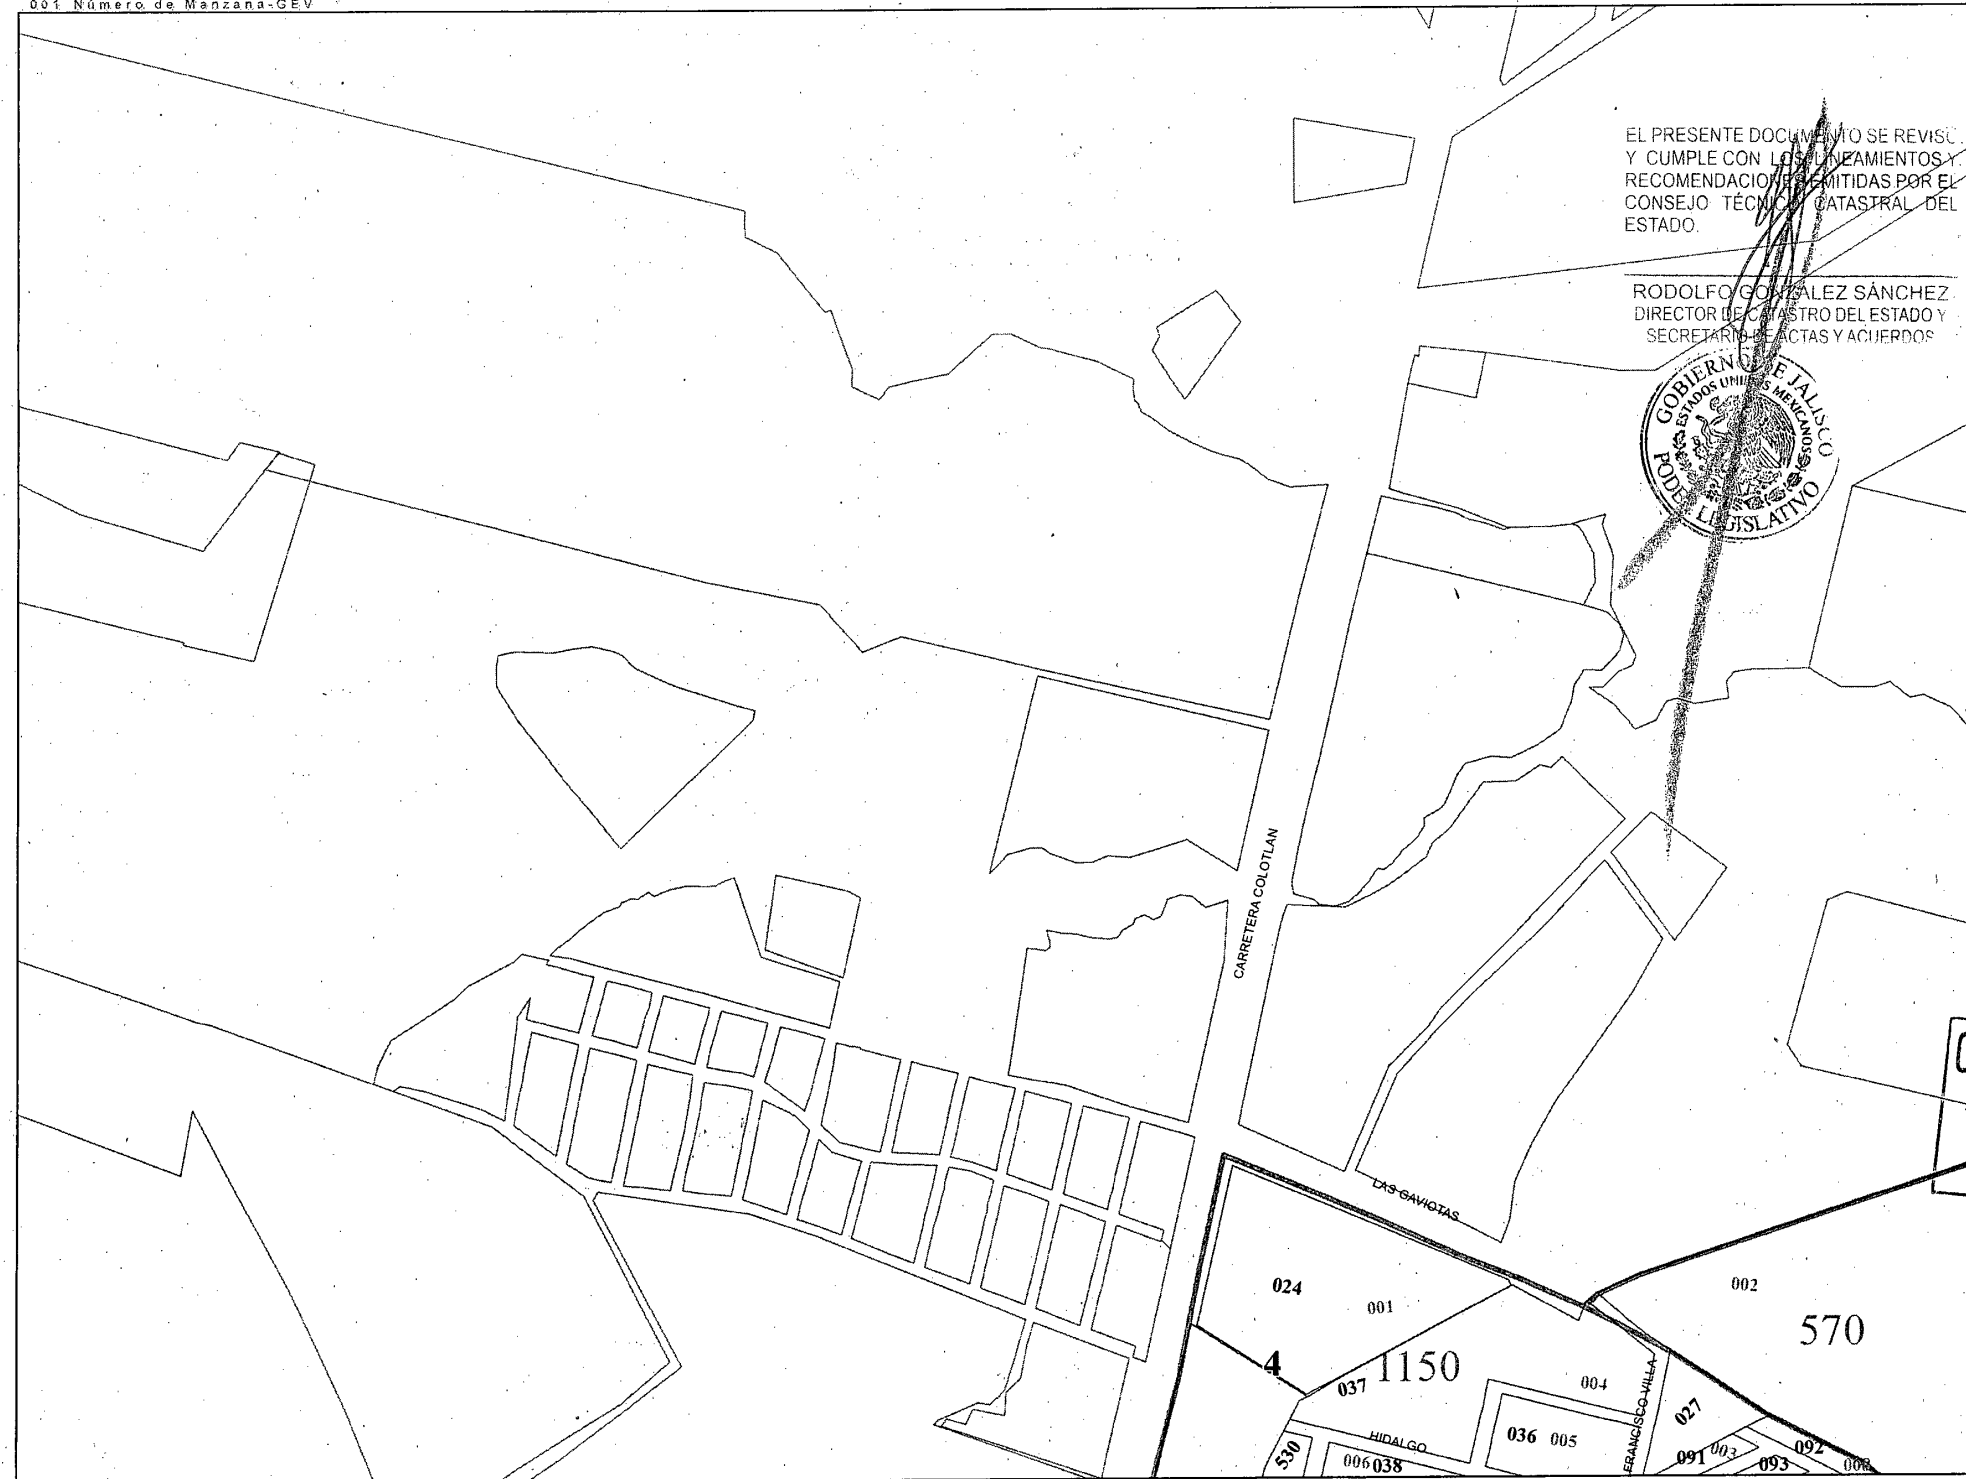 001 Número de Manzana-GEV
EL PRESENTE DOCUMENTO SE REVISÓ
Y CUMPLE CON LOS LINEAMIENTOS Y
RECOMENDACIONES EMITIDAS POR EL
CONSEJO TÉCNICO CATASTRAL DEL
ESTADO.
RODOLFO GONZÁLEZ SÁNCHEZ
DIRECTOR DE CATASTRO DEL ESTADO Y
SECRETARIO DE ACTAS Y ACUERDOS
GOBIERNO DE JALISCO
ESTADOS UNIDOS MEXICANOS
PODER LEGISLATIVO
CARRETERA COLOTLAN
LAS GAVIOTAS
024
001
002
570
4
1150
037
004
FRANCISCO VILLA
027
036 005
HIDALGO
530
006 038
091 003
093
092